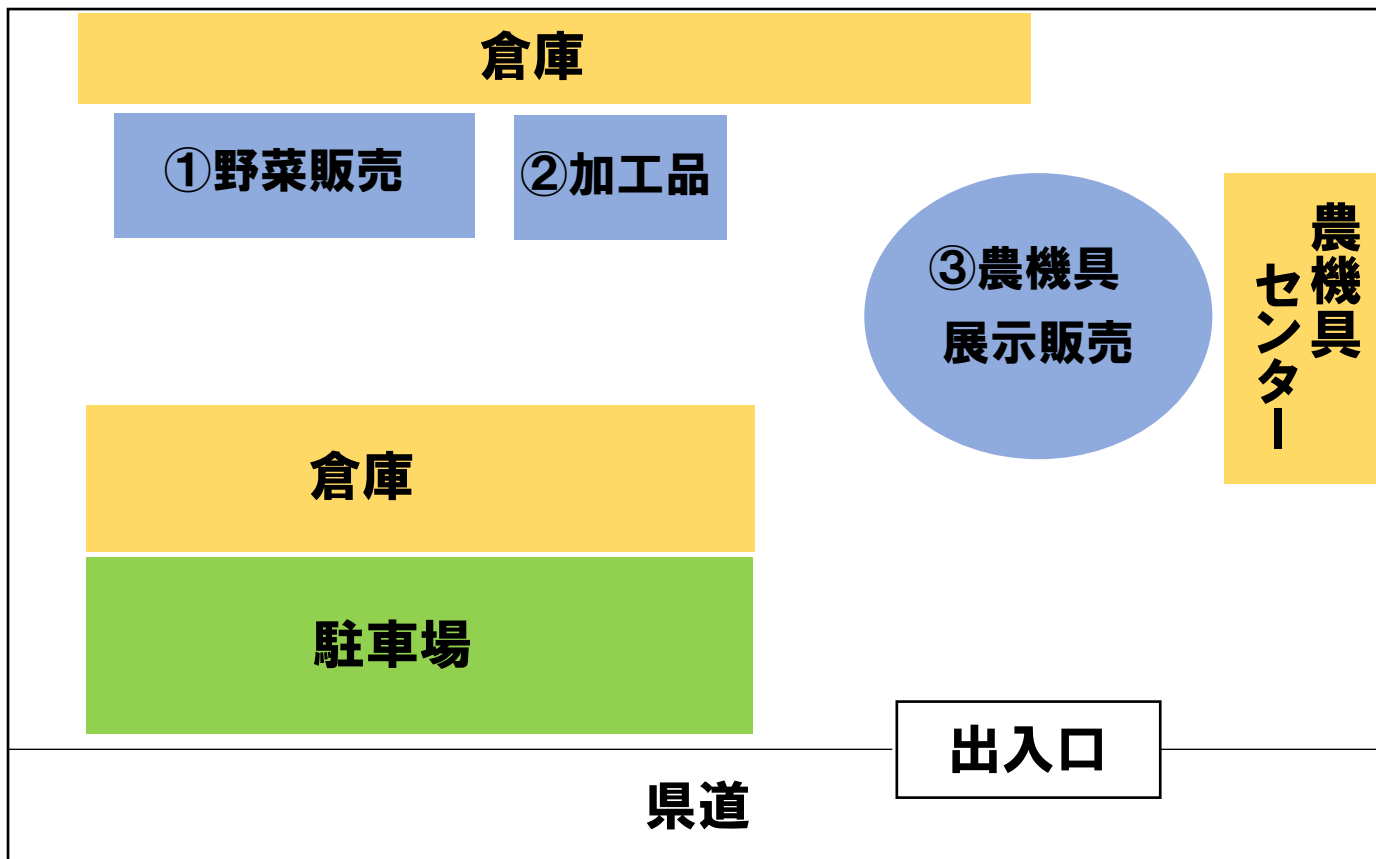 倉庫
①野菜販売
②加工品
③農機具
展示販売
農機具
センター
倉庫
駐車場
出入口
県道